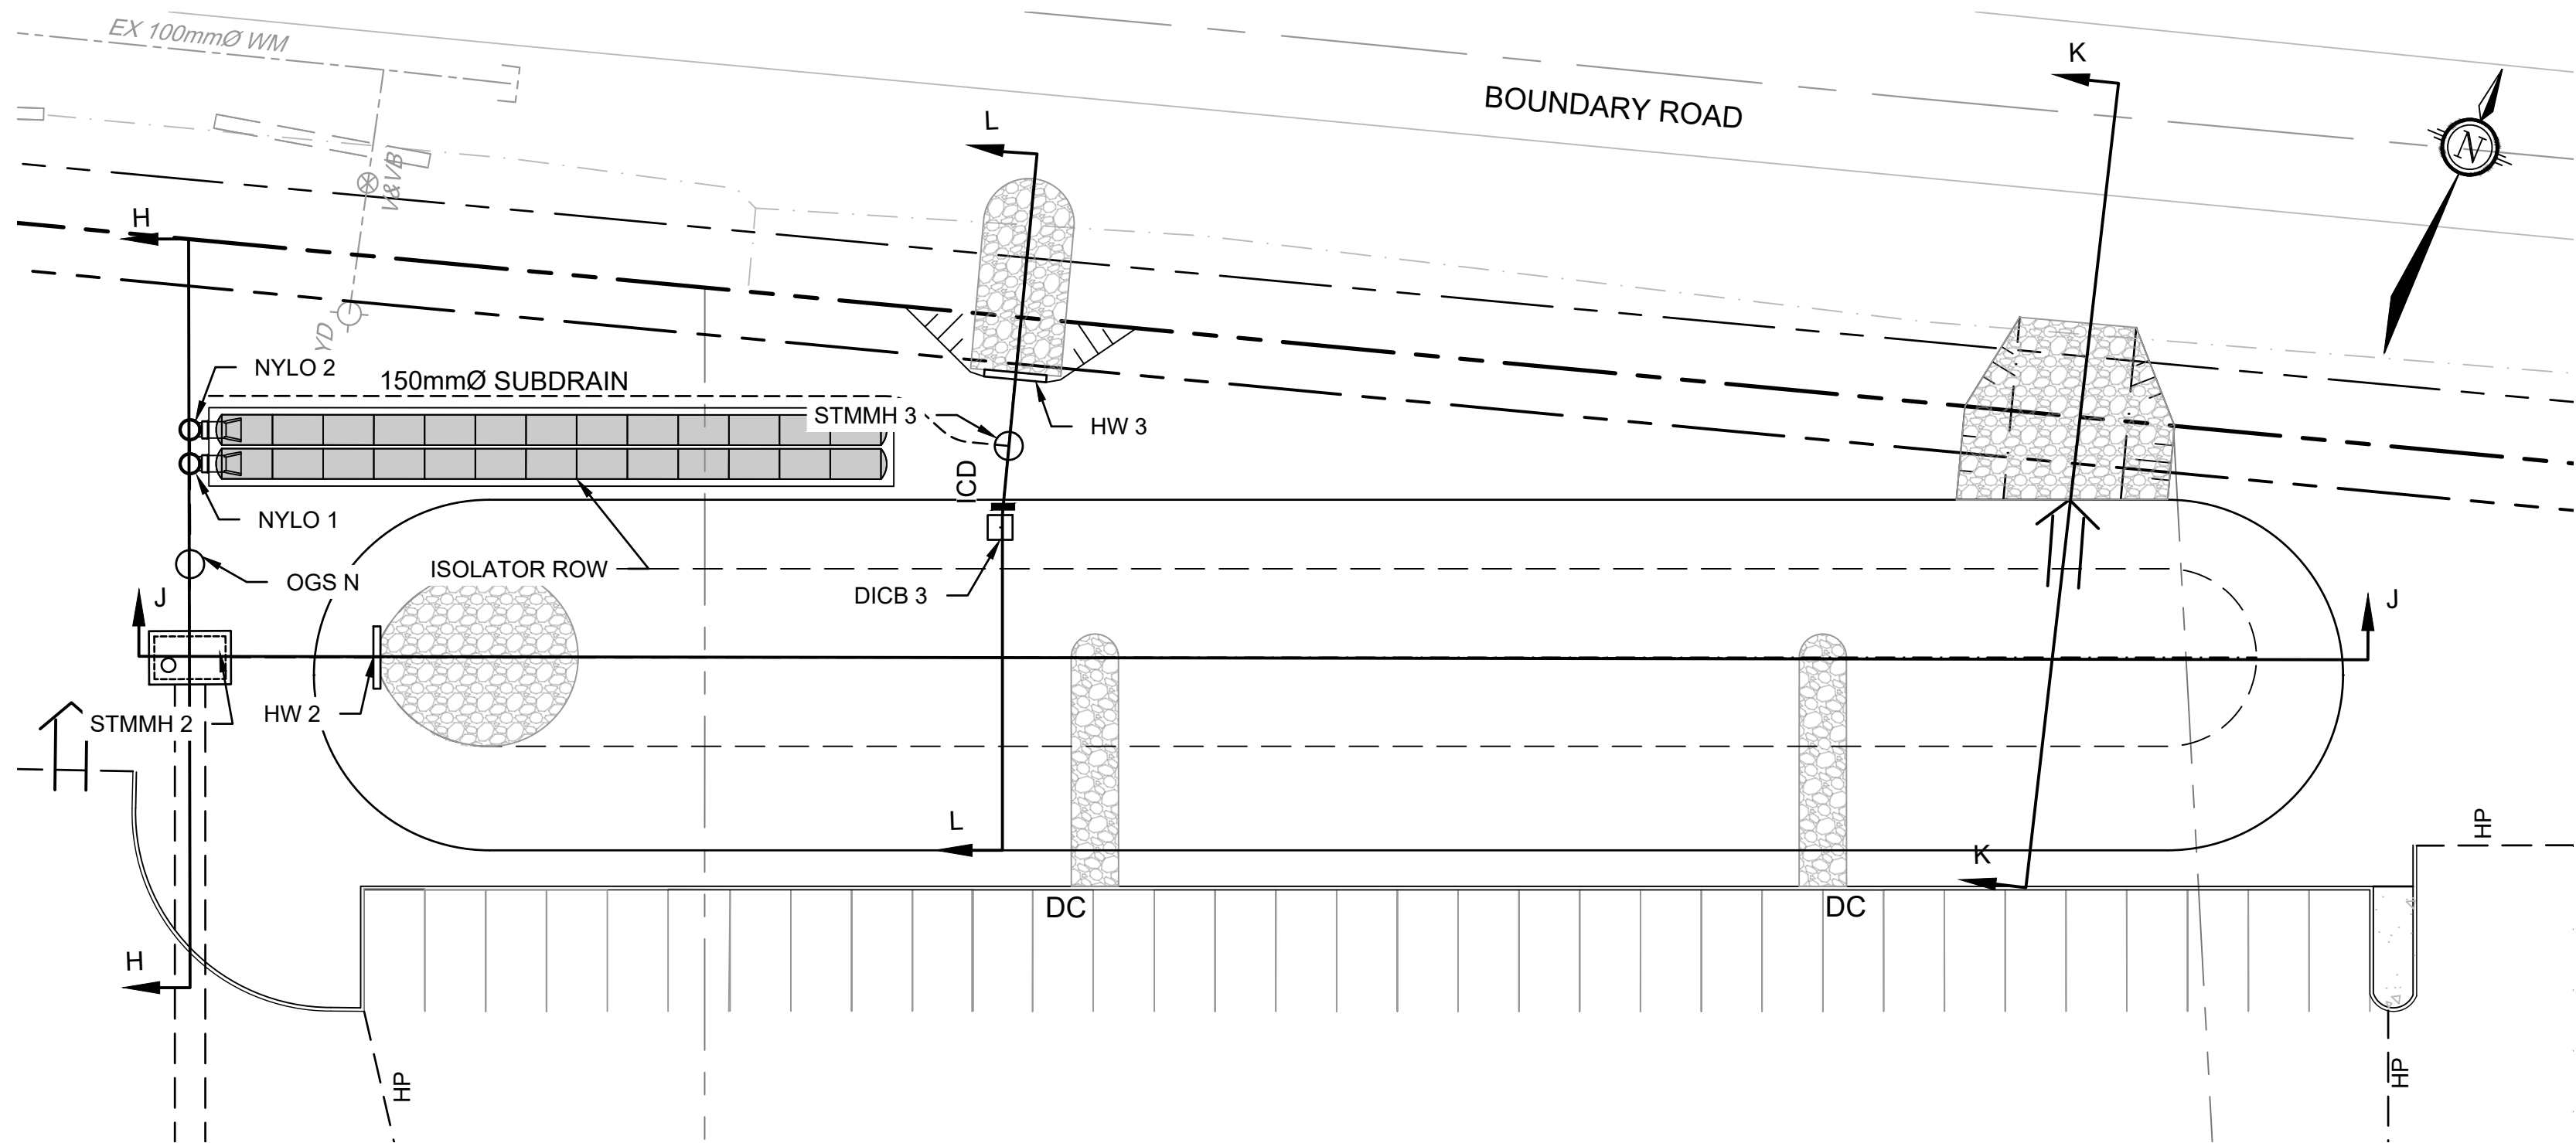 EX 100mmØ WM
K
BOUNDARY ROAD
L
N
V&VB
H
YD
NYLO 2
150mmØ SUBDRAIN
STMMH 3
HW 3
ICD
NYLO 1
ISOLATOR ROW
OGS N
DICB 3
J
J
STMMH 2
HW 2
L
HP
K
DC
DC
H
HP
HP